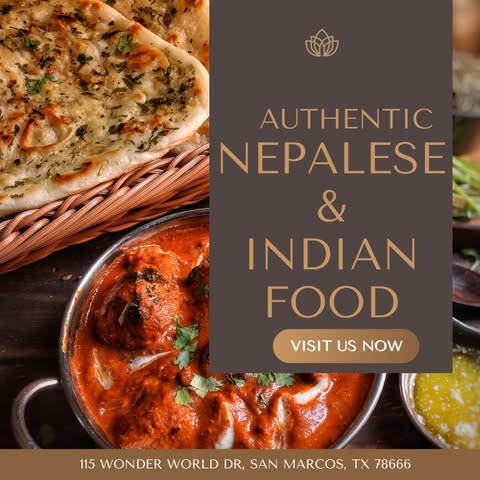 AUTHENTIC
NEPALESE
&
INDIAN
FOOD
VISIT US NOW
115 WONDER WORLD DR, SAN MARCOS, TX 78666